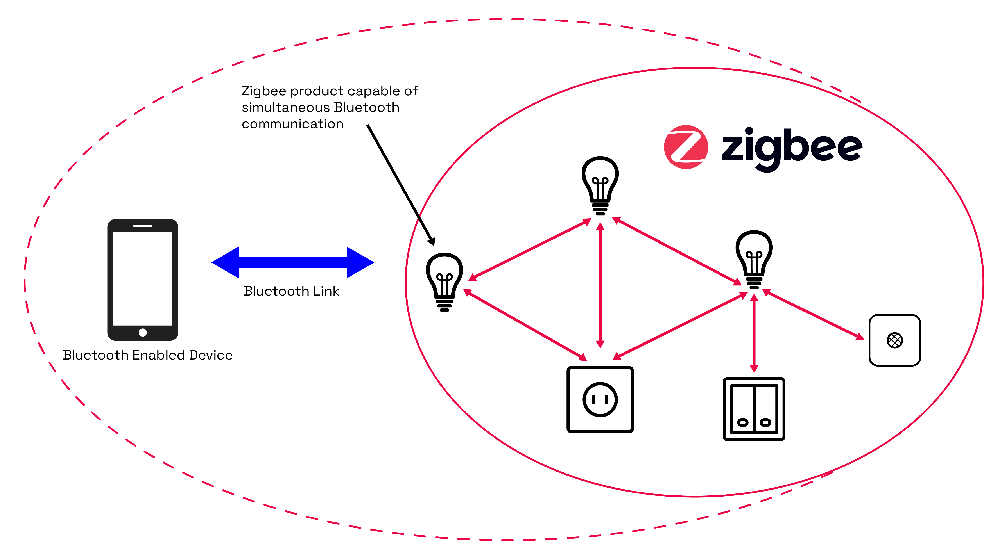 Zigbee product capable of
simultaneous Bluetooth
communication
zigbee
Bluetooth Link
Bluetooth Enabled Device